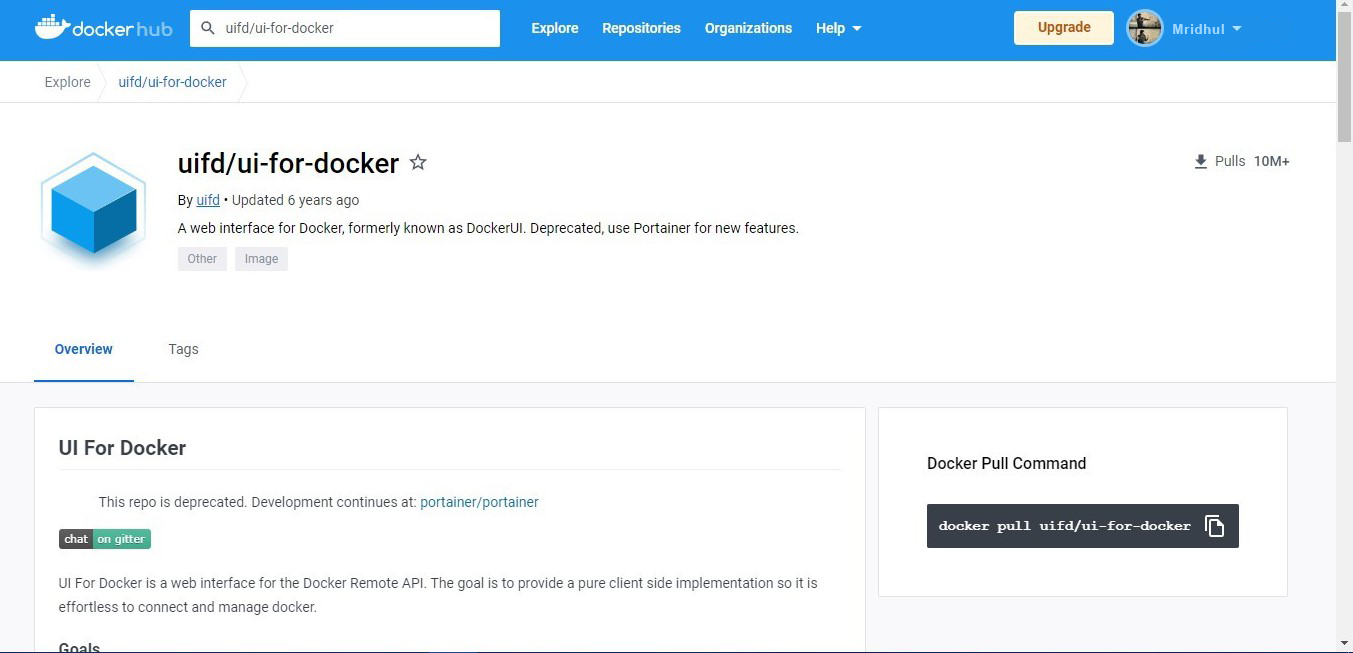 docker hub
uifd/ui-for-docker
Explore Repositories Organizations Help
Upgrade
Mridhul
Explore uifd/ui-for-docker
uifd/ui-for-docker
Pulls 10M+
By uifd • Updated 6 years ago
A web interface for Docker, formerly known as DockerUI. Deprecated, use Portainer for new features.
Other Image
Overview Tags
UI For Docker
This repo is deprecated. Development continues at: portainer/portainer
chat on gitter
UI For Docker is a web interface for the Docker Remote API. The goal is to provide a pure client side implementation so it is
effortless to connect and manage docker.
Goals
Docker Pull Command
docker pull uifd/ui-for-docker